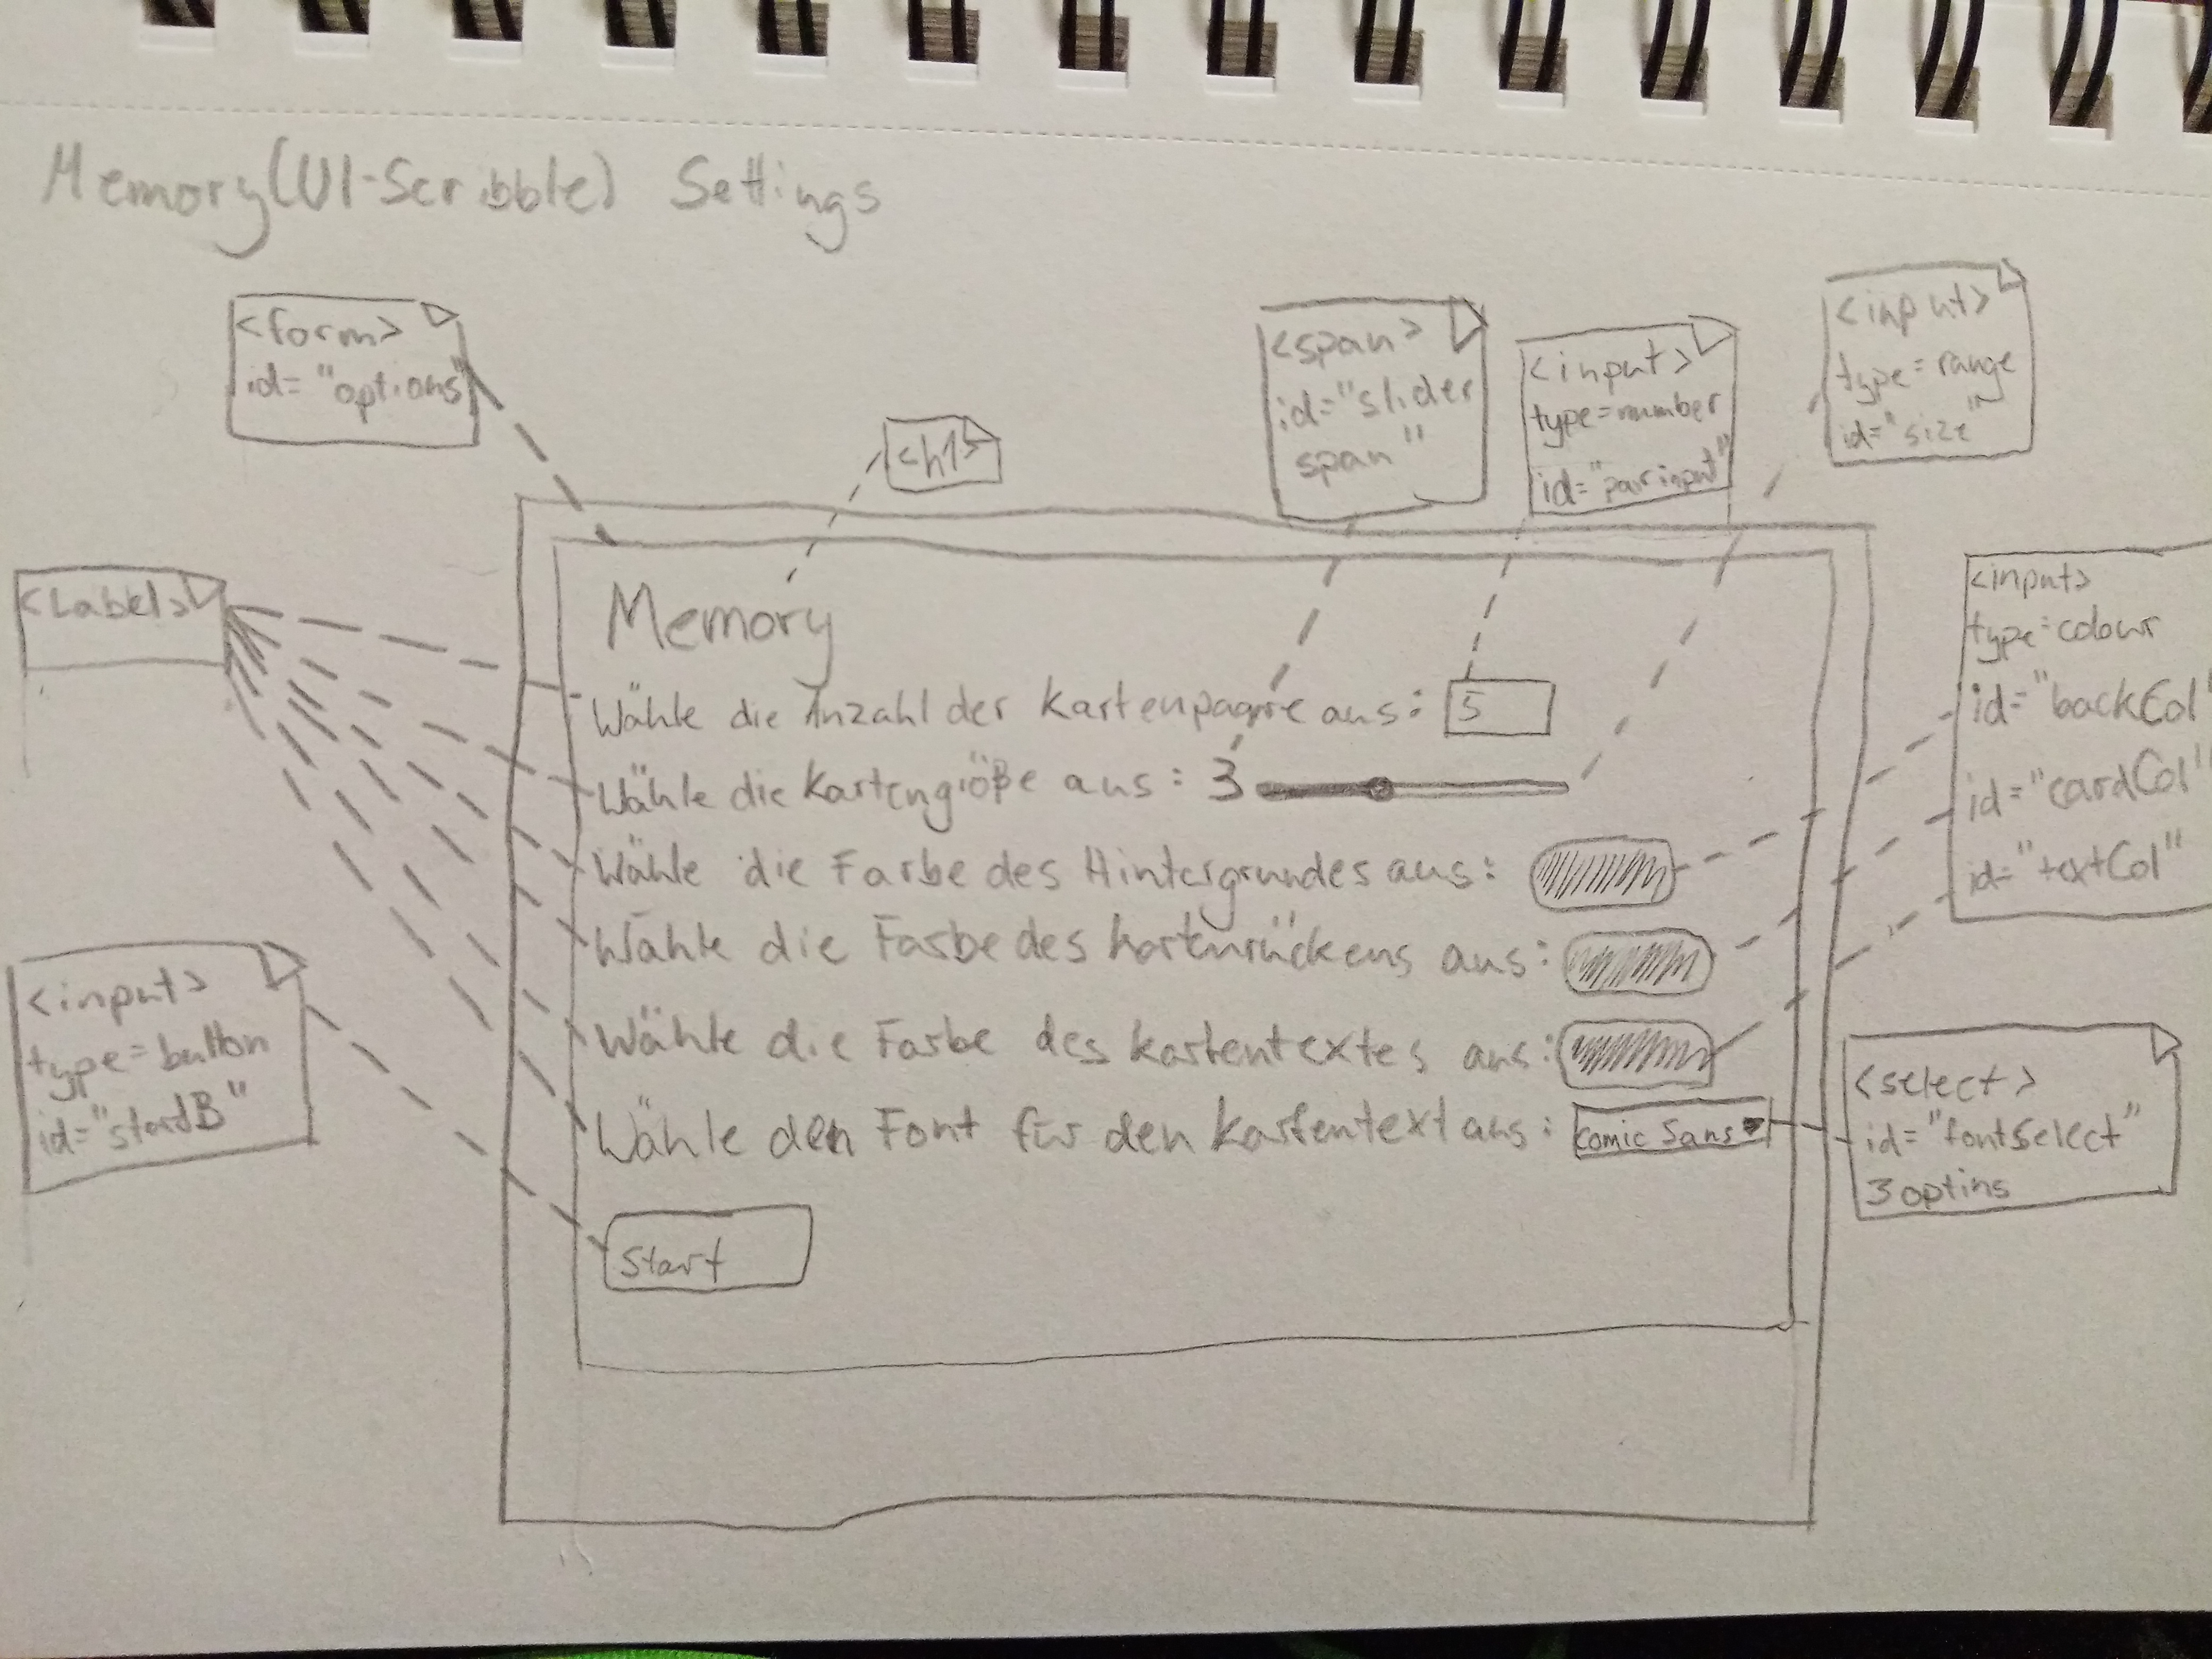 Memory(UI-Scribble) Settings
<form>
id="options"
<h1>
<span>
id="slider
span"
<input>
type=number
id="pairinput"
<input>
type=range
id="size"
<Label>
<input>
type=button
id="startB"
Memory
Wähle die Anzahl der Kartenpaare aus: 5
Wähle die Kartengröße aus: 3
Wähle die Farbe des Hintergrundes aus:
Wähle die Farbe des Kartenrückens aus:
Wähle die Farbe des Kartentextes aus:
Wähle den Font für den Kartentext aus: Comic Sans
Start
<input>
type=colour
id="backCol"
id="cardCol"
id="textCol"
<select>
id="fontSelect"
3 optins